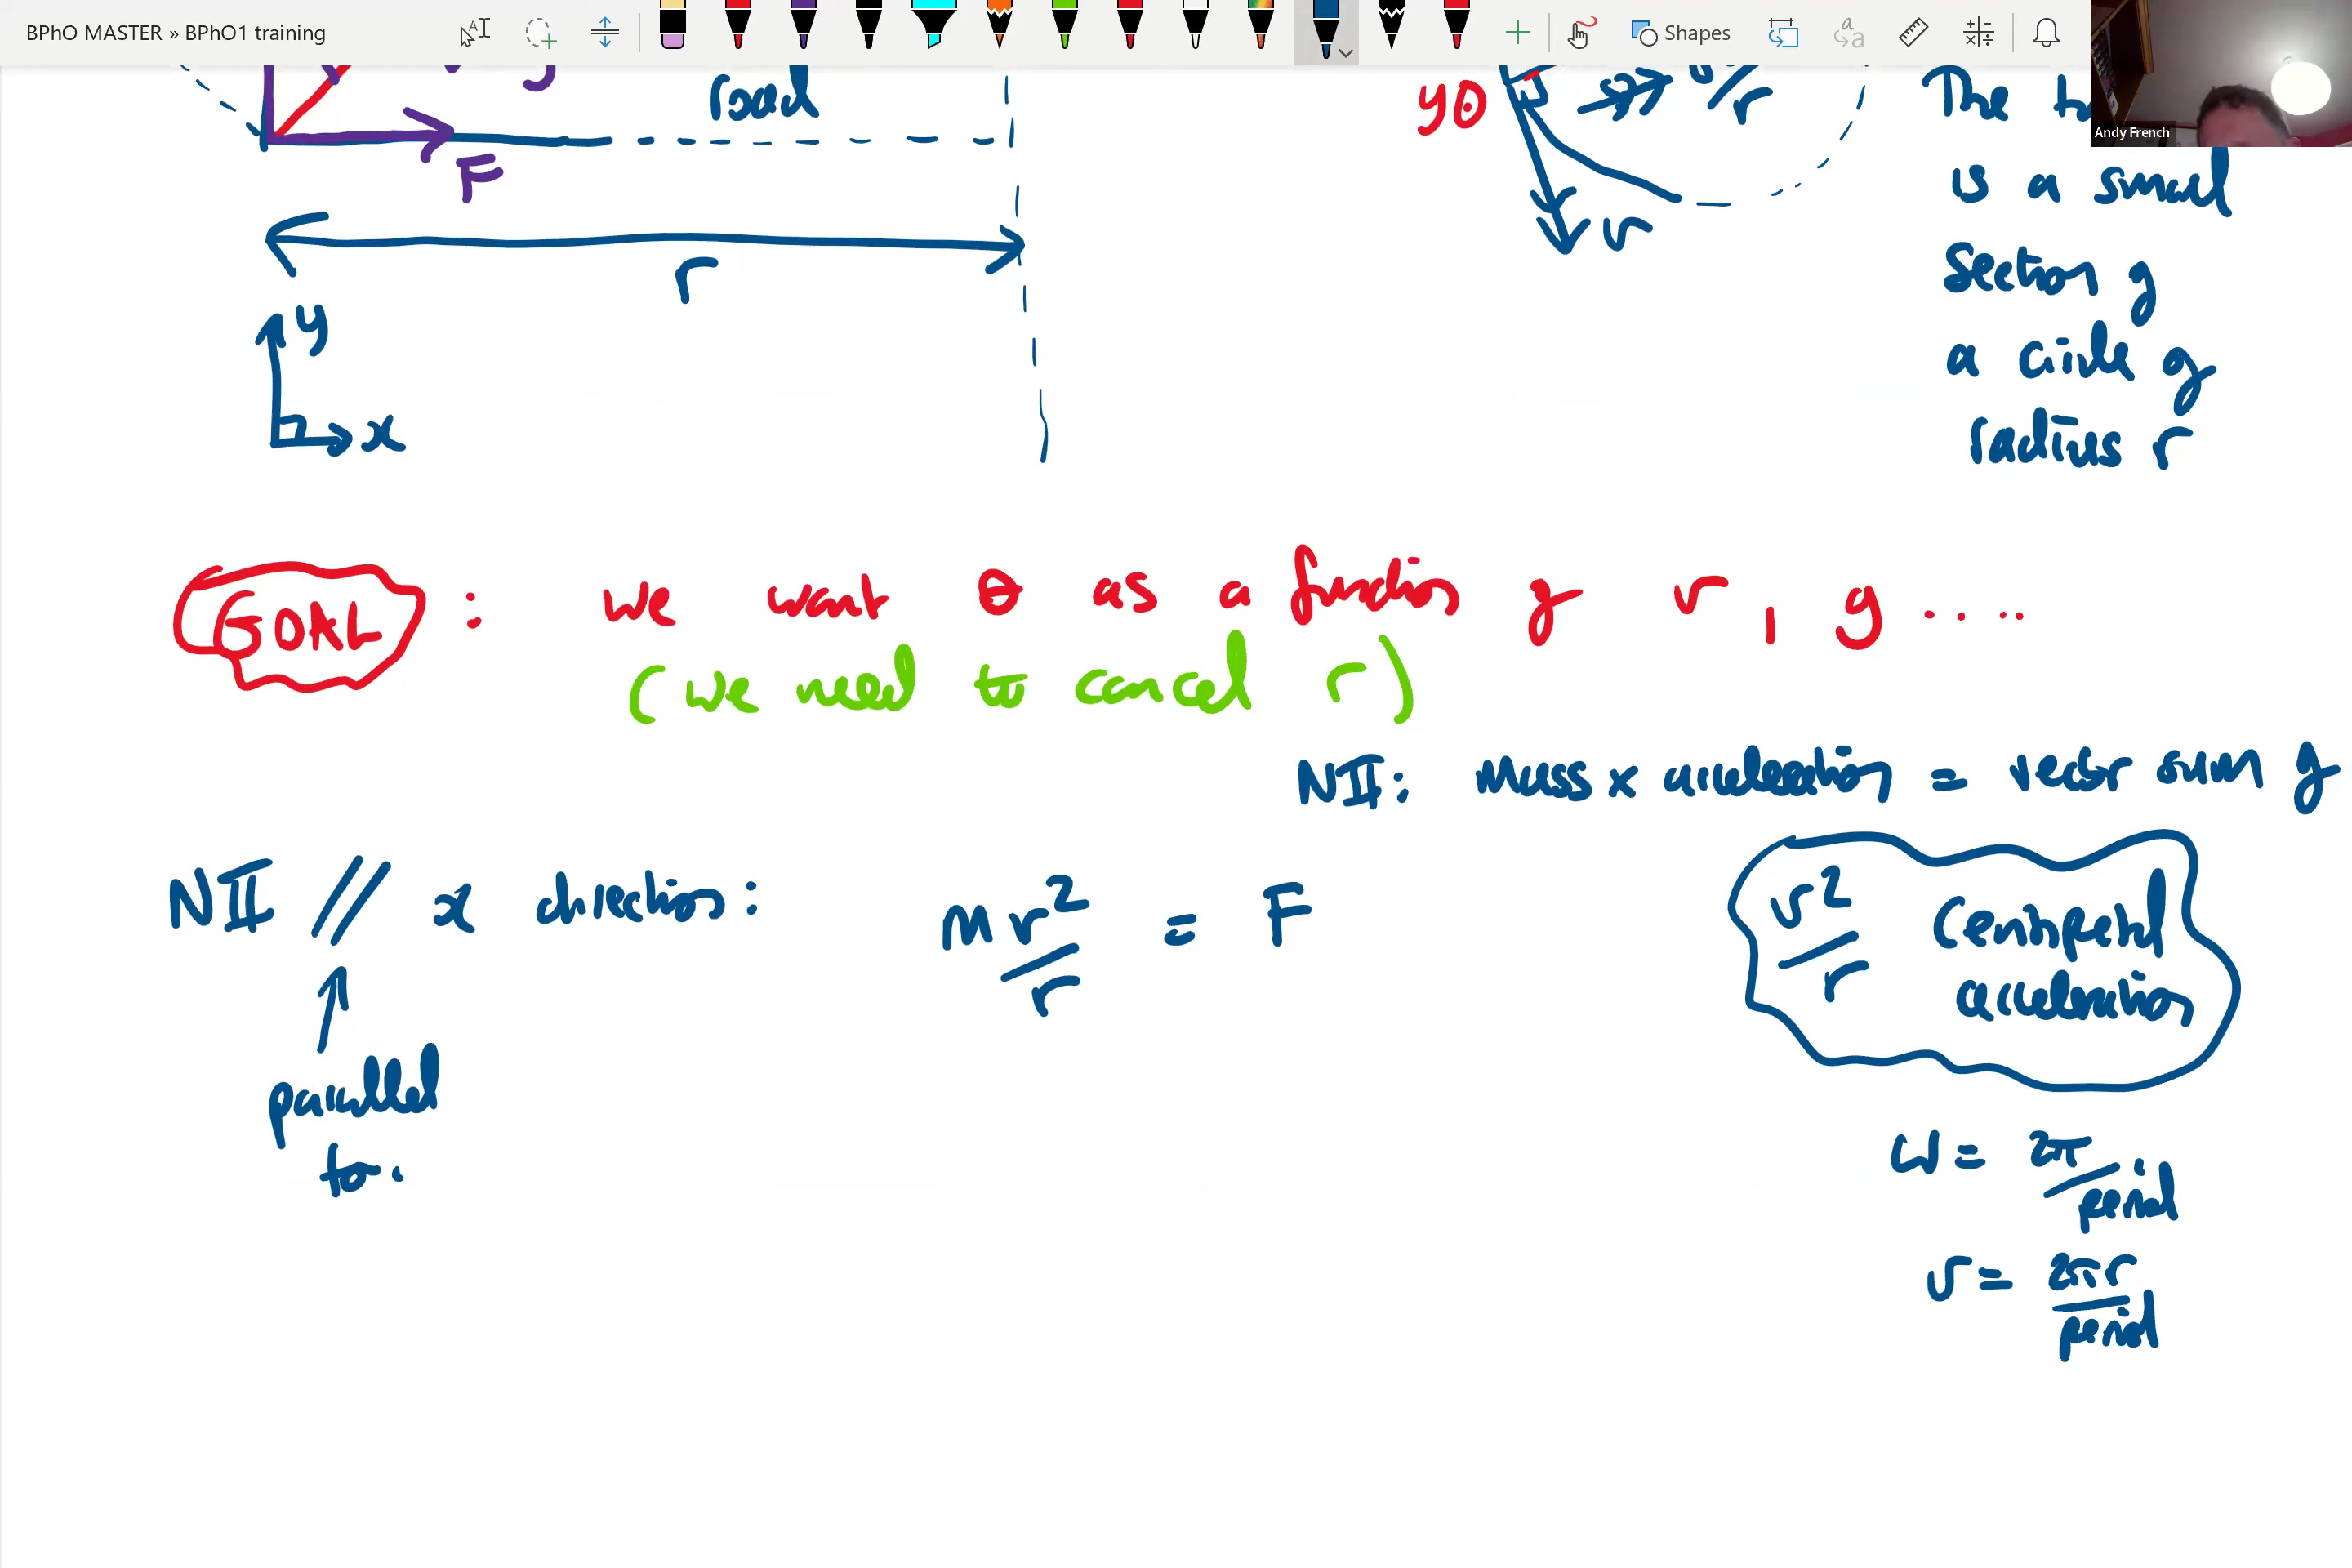 BPhO MASTER » BPhO1 training
Shapes
Andy French
road
F
r
y
x
y
v
r
v
The
is a small
section of
a circle of
radius r
GOAL : we want θ as a function of v, g ....
(we need to cancel r)
NII: mass x acceleration = vector sum of
NII // x direction: m v²/r = F
parallel
to.
v²/r centripetal
acceleration
ω = 2π/period
v = 2πr/period